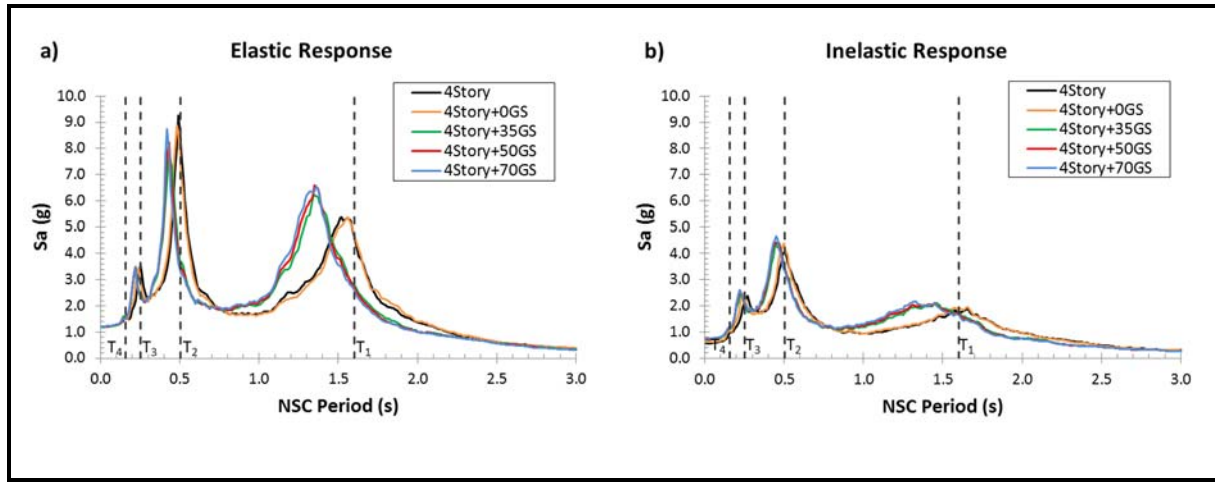 a) Elastic Response
4Story
4Story+0GS
4Story+35GS
4Story+50GS
4Story+70GS
10.0
9.0
8.0
7.0
6.0
5.0
4.0
3.0
2.0
1.0
0.0
Sa (g)
T4 T3 T2 T1
0.0 0.5 1.0 1.5 2.0 2.5 3.0
NSC Period (s)
b) Inelastic Response
4Story
4Story+0GS
4Story+35GS
4Story+50GS
4Story+70GS
10.0
9.0
8.0
7.0
6.0
5.0
4.0
3.0
2.0
1.0
0.0
Sa (g)
T4 T3 T2 T1
0.0 0.5 1.0 1.5 2.0 2.5 3.0
NSC Period (s)